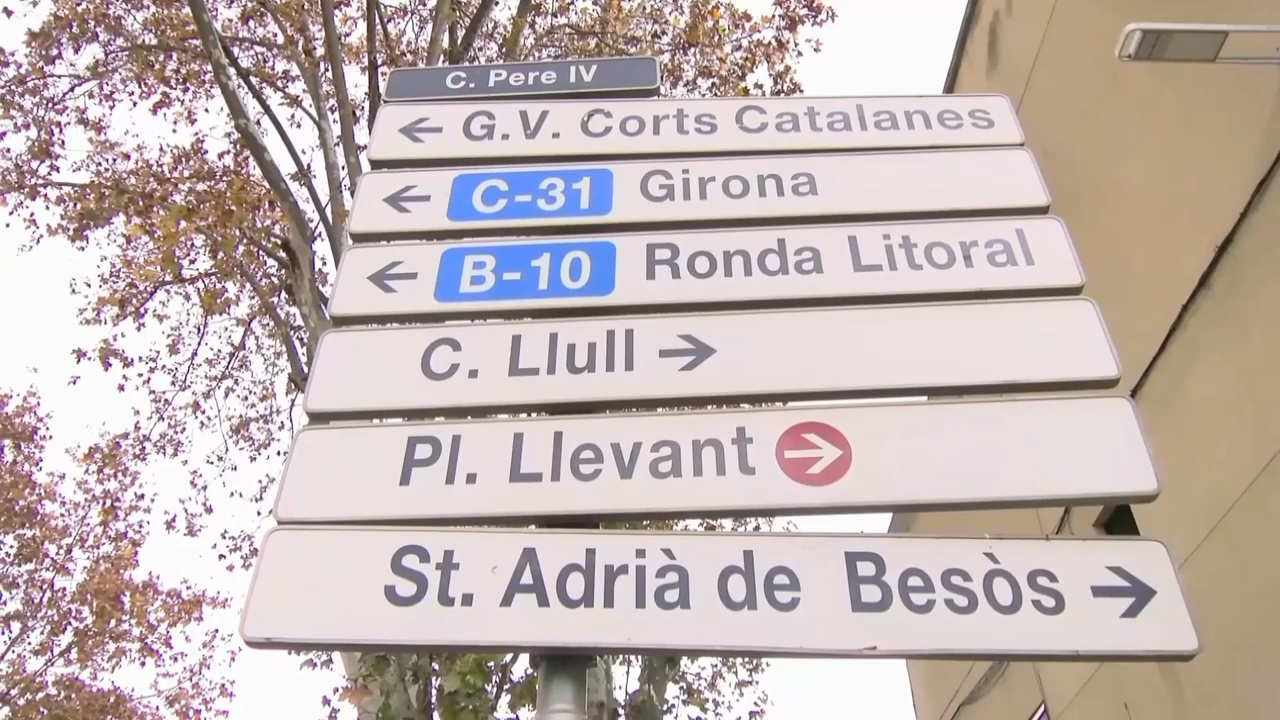 C. Pere IV
← G.V. Corts Catalanes
← C-31 Girona
← B-10 Ronda Litoral
C. Llull →
Pl. Llevant →
St. Adrià de Besòs →